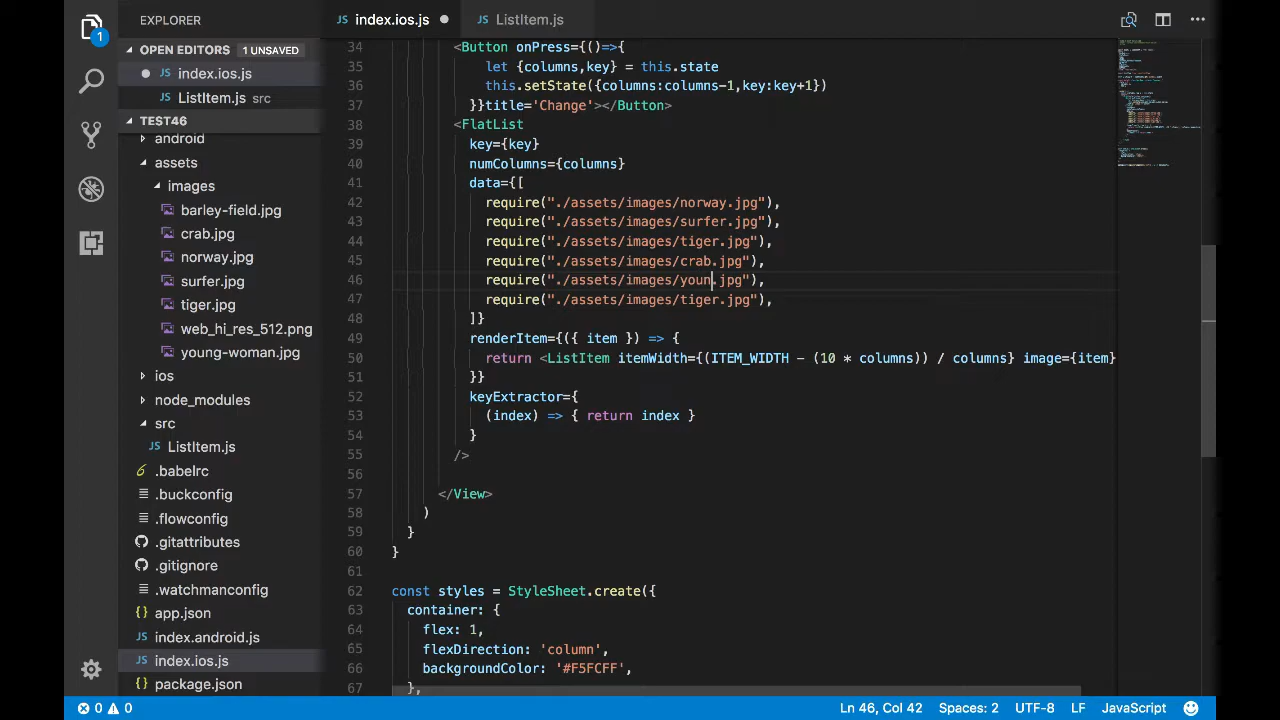 EXPLORER
OPEN EDITORS 1 UNSAVED
JS index.ios.js
JS ListItem.js src
TEST46
android
assets
images
barley-field.jpg
crab.jpg
norway.jpg
surfer.jpg
tiger.jpg
web_hi_res_512.png
young-woman.jpg
ios
node_modules
src
JS ListItem.js
.babelrc
.buckconfig
.flowconfig
.gitattributes
.gitignore
.watchmanconfig
{} app.json
JS index.android.js
JS index.ios.js
{} package.json
1
JS index.ios.js
JS ListItem.js
34 <Button onPress={()=>{
35 let {columns,key} = this.state
36 this.setState({columns:columns-1,key:key+1})
37 }}title='Change'></Button>
38 <FlatList
39 key={key}
40 numColumns={columns}
41 data={[
42 require("./assets/images/norway.jpg"),
43 require("./assets/images/surfer.jpg"),
44 require("./assets/images/tiger.jpg"),
45 require("./assets/images/crab.jpg"),
46 require("./assets/images/youn.jpg"),
47 require("./assets/images/tiger.jpg"),
48 ]}
49 renderItem={({ item }) => {
50 return <ListItem itemWidth={(ITEM_WIDTH - (10 * columns)) / columns} image={item}
51 }}
52 keyExtractor={
53 (index) => { return index }
54 }
55 />
56
57 </View>
58 )
59 }
60 }
61
62 const styles = StyleSheet.create({
63 container: {
64 flex: 1,
65 flexDirection: 'column',
66 backgroundColor: '#F5FCFF',
67 },
0 0 Ln 46, Col 42 Spaces: 2 UTF-8 LF JavaScript